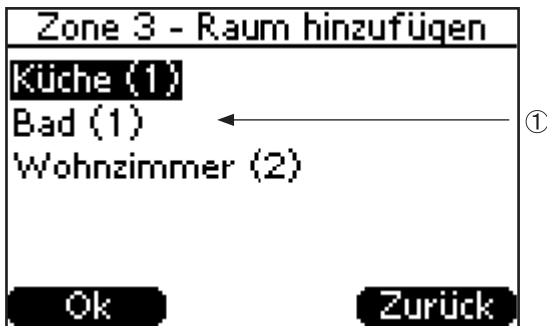 Zone 3 - Raum hinzufügen
Küche (1)
Bad (1)
①
Wohnzimmer (2)
Ok
Zurück